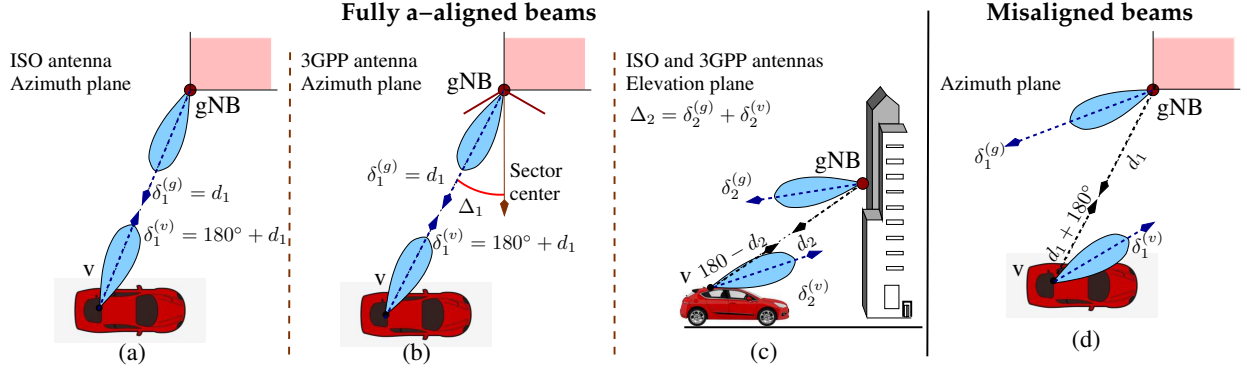 Fully a–aligned beams
Misaligned beams
ISO antenna
Azimuth plane
gNB
δ₁⁽ᵍ⁾ = d₁
δ₁⁽ᵛ⁾ = 180° + d₁
v
(a)
3GPP antenna
Azimuth plane
gNB
δ₁⁽ᵍ⁾ = d₁
Sector
center
Δ₁
δ₁⁽ᵛ⁾ = 180° + d₁
v
(b)
ISO and 3GPP antennas
Elevation plane
Δ₂ = δ₂⁽ᵍ⁾ + δ₂⁽ᵛ⁾
gNB
δ₂⁽ᵍ⁾
v
180 − d₂
d₂
δ₂⁽ᵛ⁾
(c)
Azimuth plane
gNB
δ₁⁽ᵍ⁾
d₁
d₁ + 180°
δ₁⁽ᵛ⁾
v
(d)